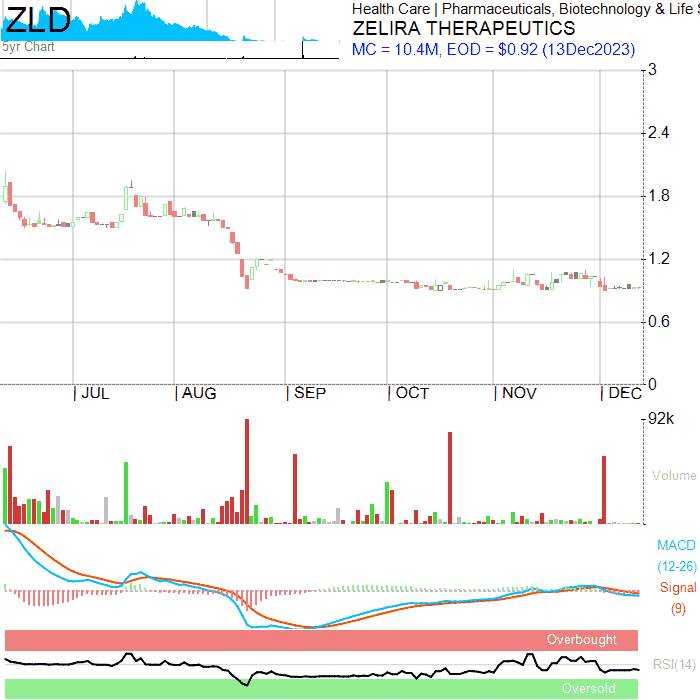 ZLD
5yr Chart
Health Care | Pharmaceuticals, Biotechnology & Life S
ZELIRA THERAPEUTICS
MC = 10.4M, EOD = $0.92 (13Dec2023)
3
2.4
1.8
1.2
0.6
0
| JUL | AUG | SEP | OCT | NOV | DEC
92k
Volume
MACD
(12-26)
Signal
(9)
Overbought
RSI(14)
Oversold